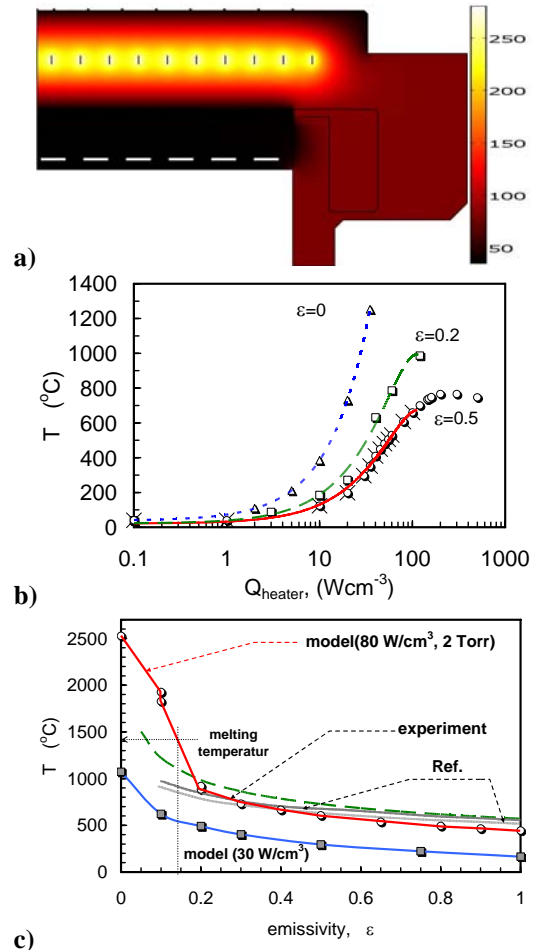 250
200
150
100
50
a)
1400
1200
1000
800
600
400
200
0
T (°C)
ε=0
ε=0.2
ε=0.5
0.1 1 10 100 1000
Q_heater, (Wcm⁻³)
b)
2500
2000
1500
1000
500
0
T (°C)
model(80 W/cm³, 2 Torr)
experiment
melting
temperatur
Ref.
model (30 W/cm³)
0 0.2 0.4 0.6 0.8 1
emissivity, ε
c)